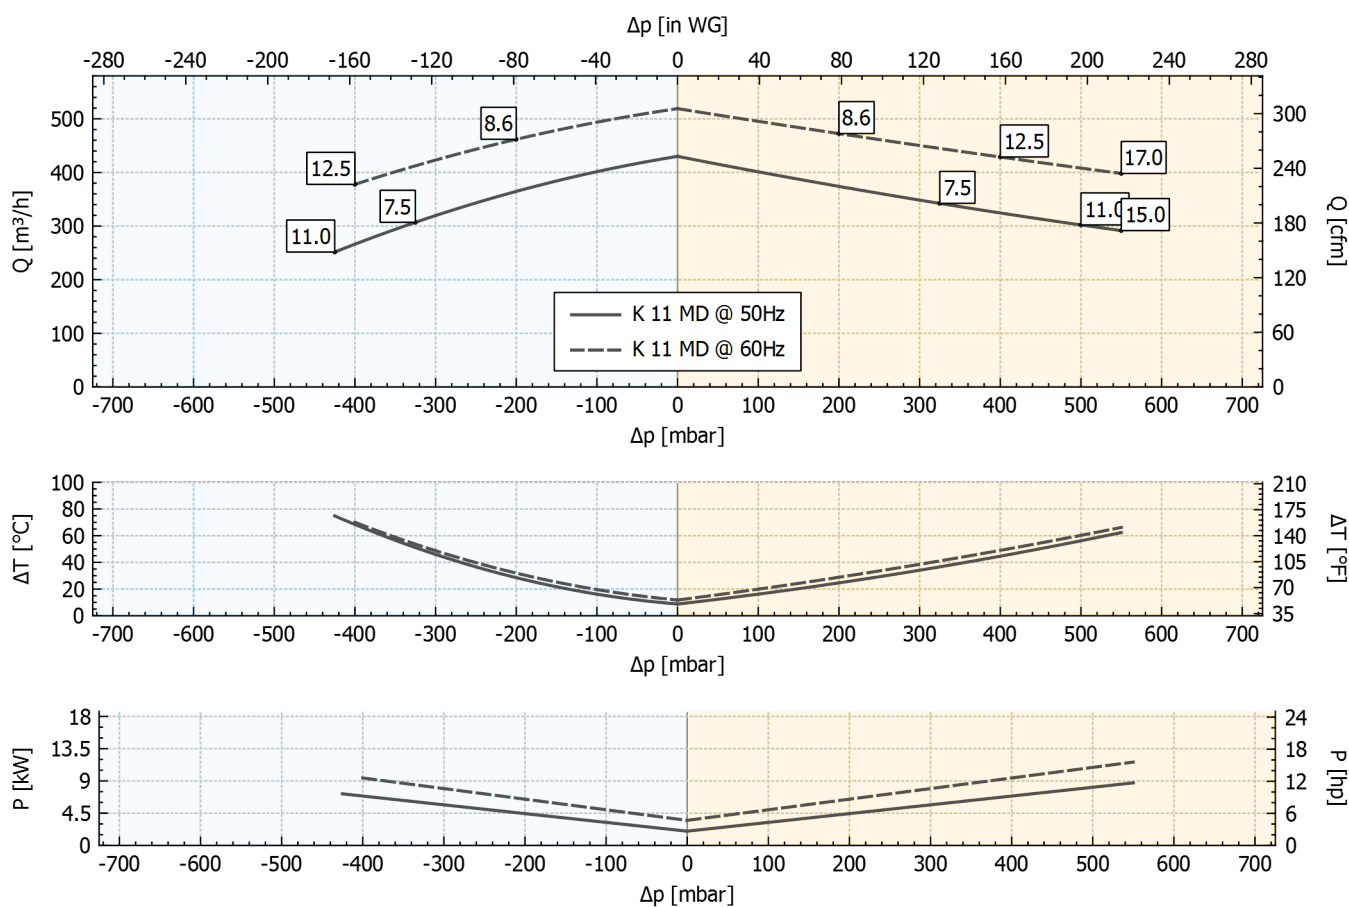 Δp [in WG]
-280 -240 -200 -160 -120 -80 -40 0 40 80 120 160 200 240 280
Q [m³/h]
500
400
300
200
100
0
12.5
8.6
8.6
12.5
17.0
11.0
7.5
7.5
11.0
15.0
K 11 MD @ 50Hz
K 11 MD @ 60Hz
300
240
180
120
60
0
Q [cfm]
-700 -600 -500 -400 -300 -200 -100 0 100 200 300 400 500 600 700
Δp [mbar]
ΔT [°C]
100
80
60
40
20
0
210
175
140
105
70
35
ΔT [°F]
-700 -600 -500 -400 -300 -200 -100 0 100 200 300 400 500 600 700
Δp [mbar]
P [kW]
18
13.5
9
4.5
0
24
18
12
6
0
P [hp]
-700 -600 -500 -400 -300 -200 -100 0 100 200 300 400 500 600 700
Δp [mbar]